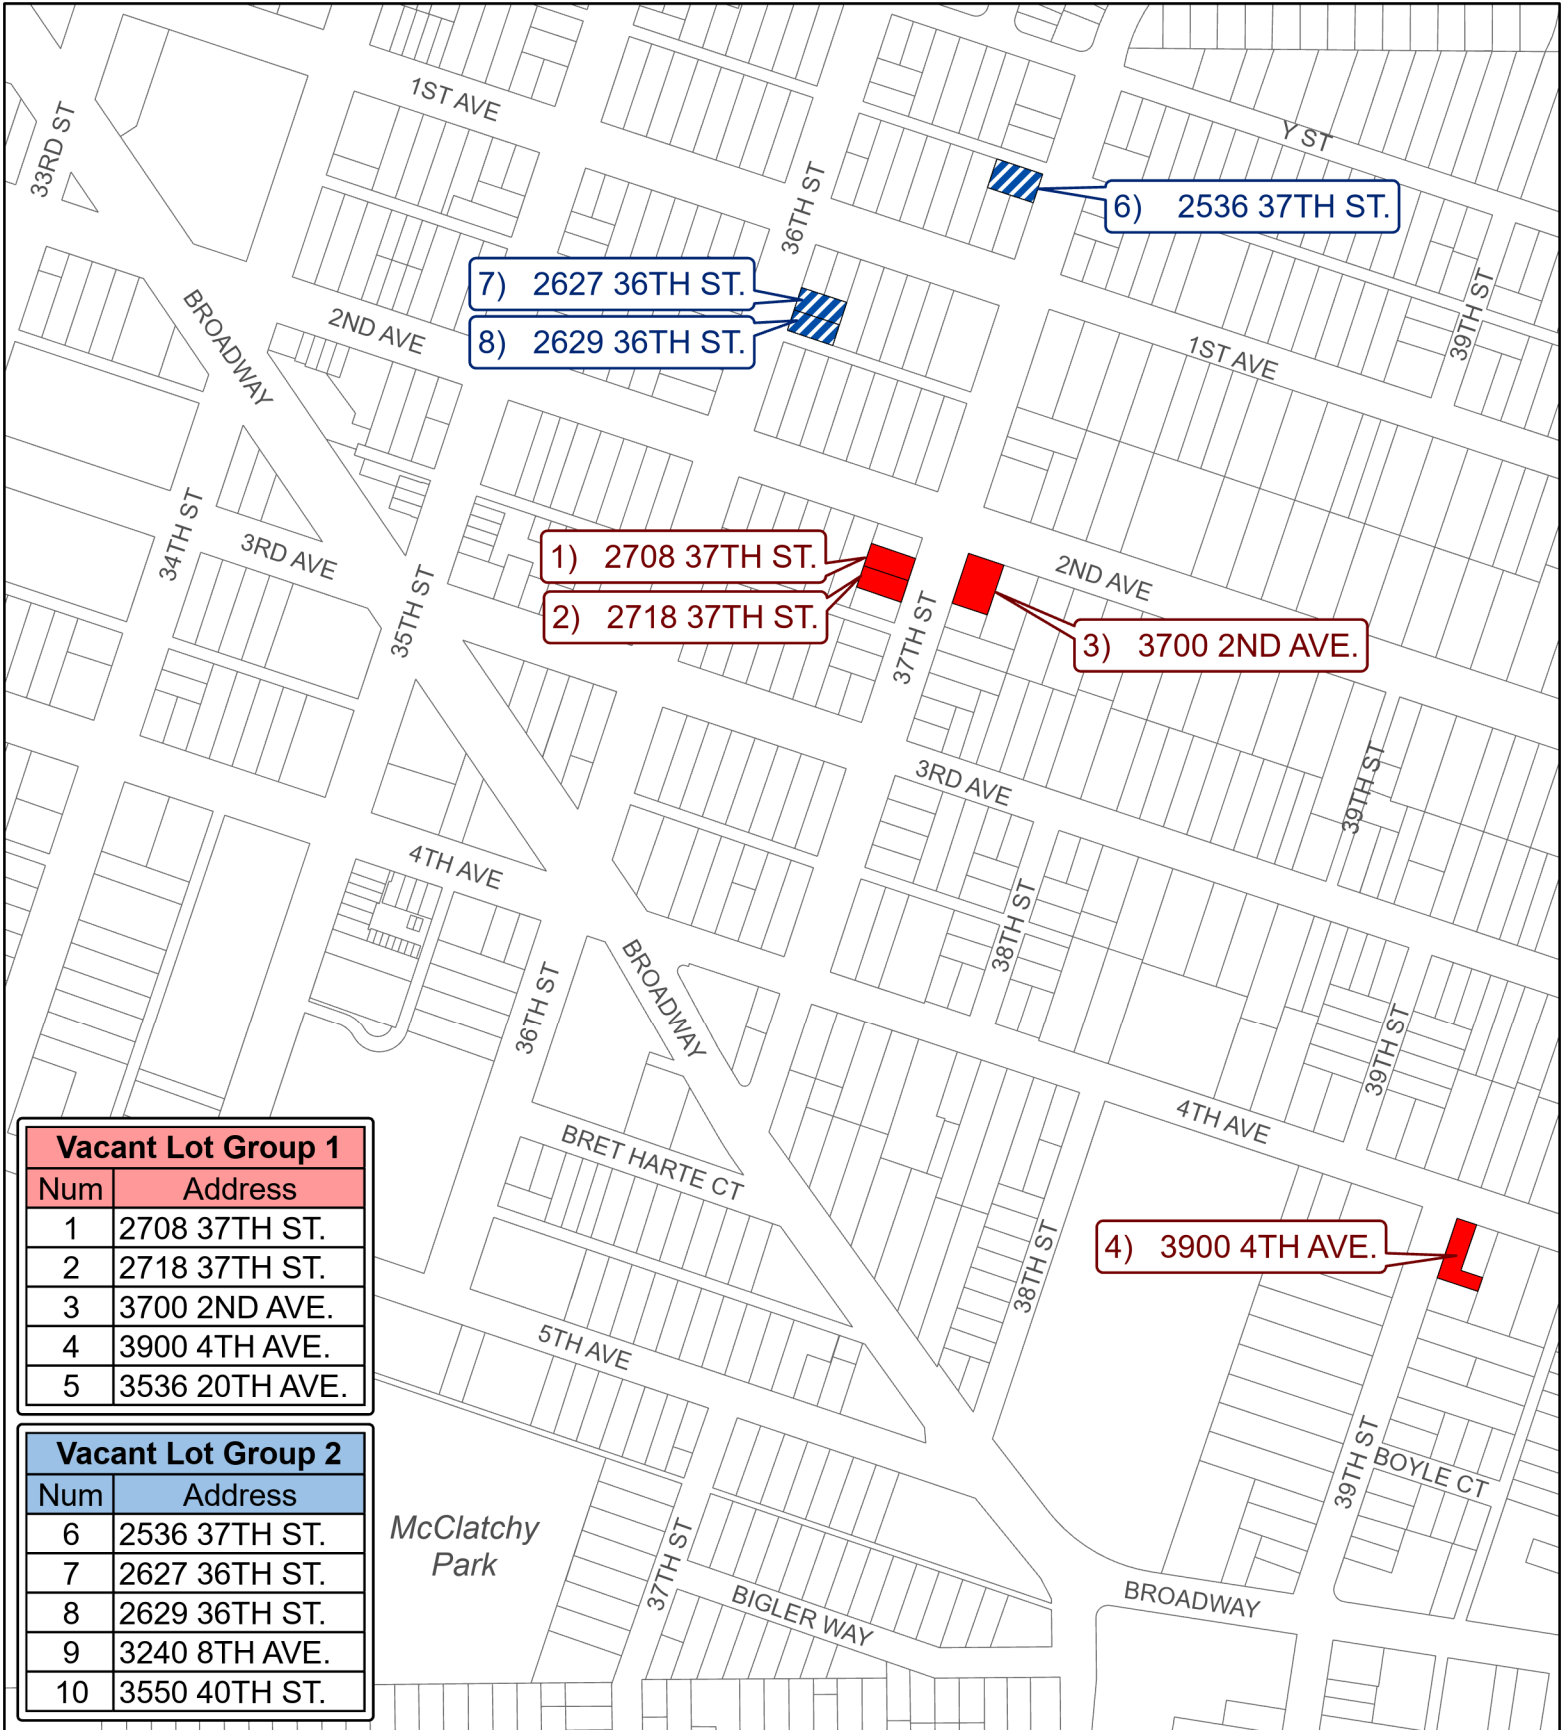 1ST AVE
33RD ST
Y ST
36TH ST
6) 2536 37TH ST.
7) 2627 36TH ST.
8) 2629 36TH ST.
39TH ST
BROADWAY
2ND AVE
1ST AVE
34TH ST
3RD AVE
35TH ST
1) 2708 37TH ST.
2) 2718 37TH ST.
2ND AVE
37TH ST
3) 3700 2ND AVE.
3RD AVE
39TH ST
4TH AVE
38TH ST
BROADWAY
36TH ST
39TH ST
4TH AVE
BRET HARTE CT
38TH ST
4) 3900 4TH AVE.
5TH AVE
39TH ST
BOYLE CT
McClatchy
Park
37TH ST
BIGLER WAY
BROADWAY
Vacant Lot Group 1
Num Address
1 2708 37TH ST.
2 2718 37TH ST.
3 3700 2ND AVE.
4 3900 4TH AVE.
5 3536 20TH AVE.
Vacant Lot Group 2
Num Address
6 2536 37TH ST.
7 2627 36TH ST.
8 2629 36TH ST.
9 3240 8TH AVE.
10 3550 40TH ST.